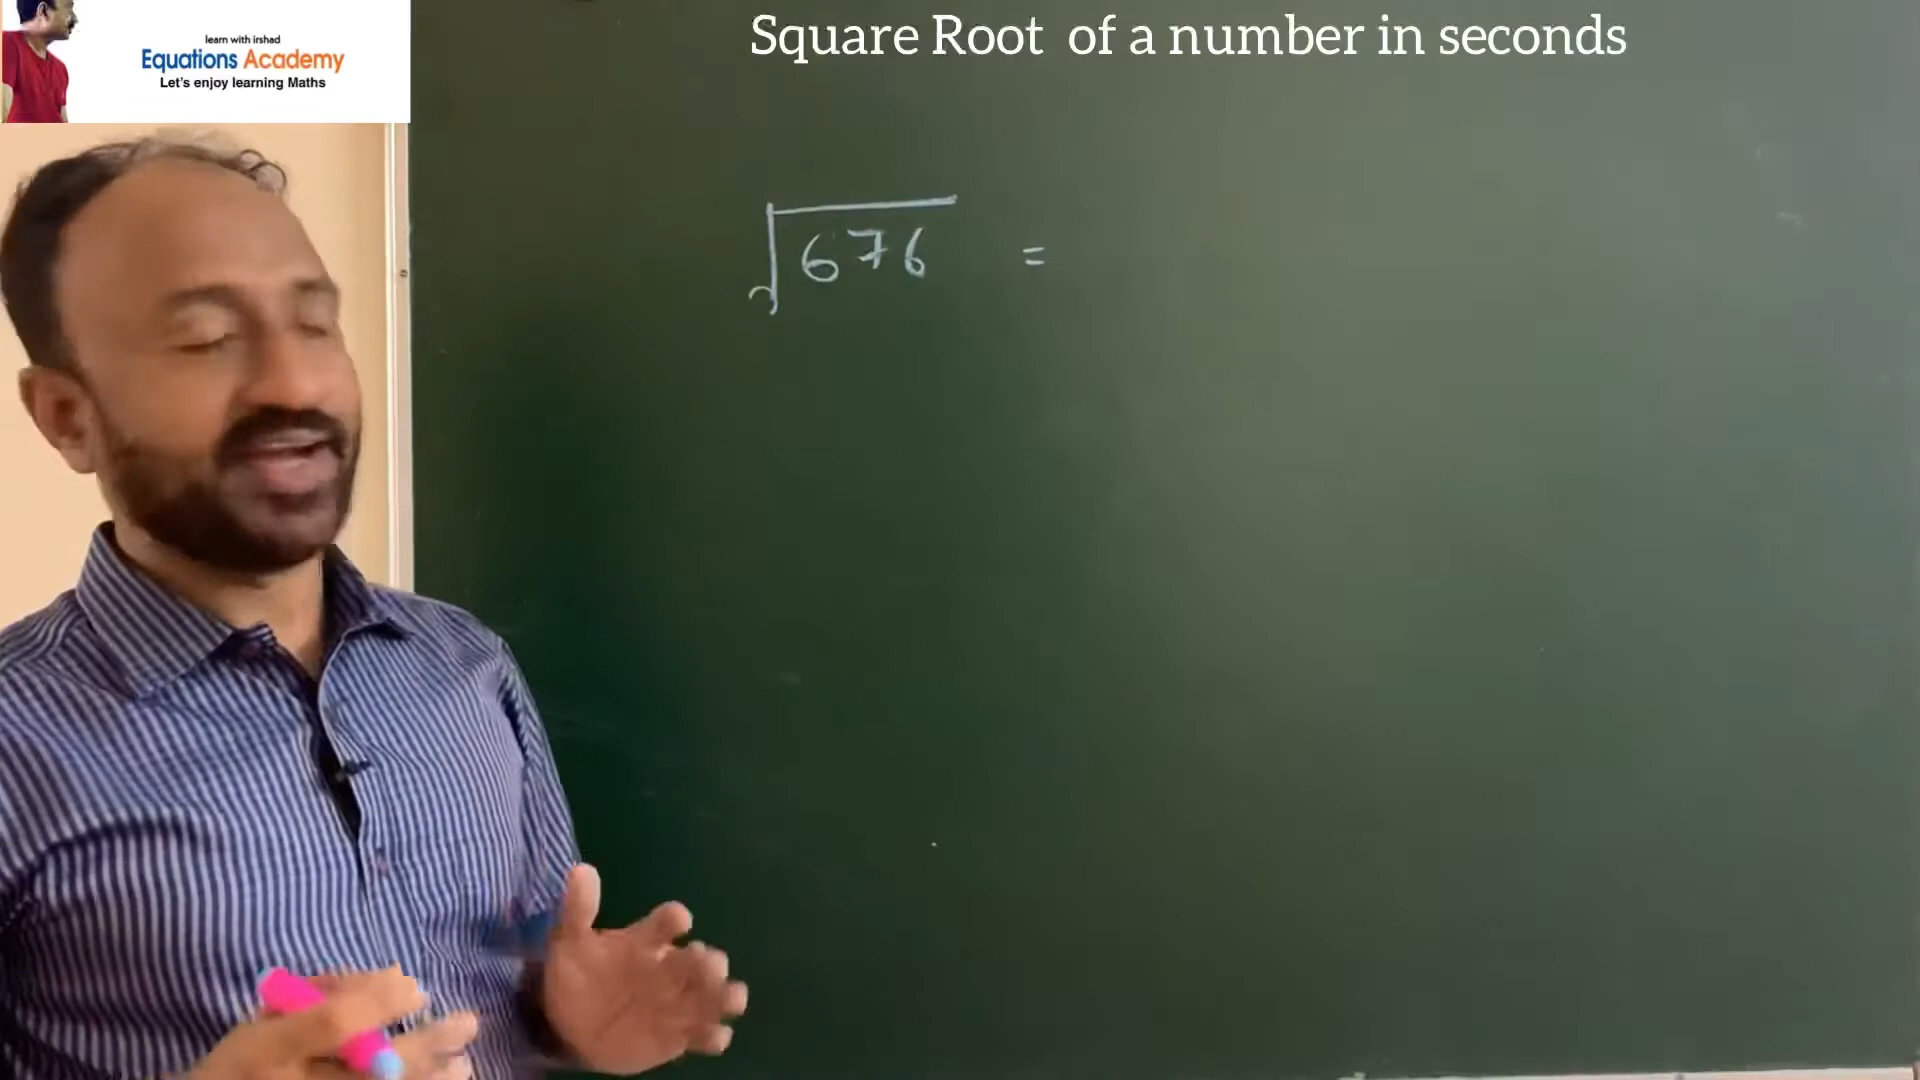 learn with irshad
Equations Academy
Let's enjoy learning Maths
Square Root of a number in seconds
√676 =